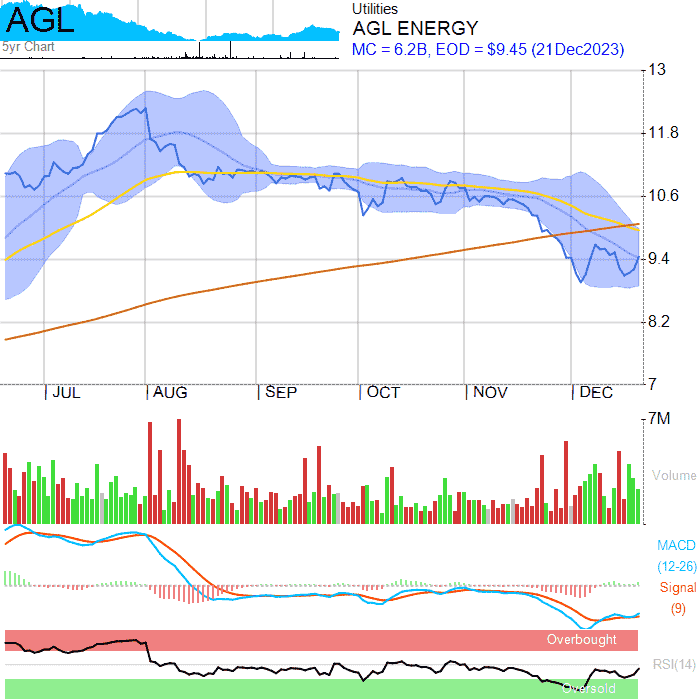 AGL
5yr Chart
Utilities
AGL ENERGY
MC = 6.2B, EOD = $9.45 (21Dec2023)
13
11.8
10.6
9.4
8.2
7
JUL
AUG
SEP
OCT
NOV
DEC
7M
Volume
MACD
(12-26)
Signal
(9)
Overbought
RSI(14)
Oversold